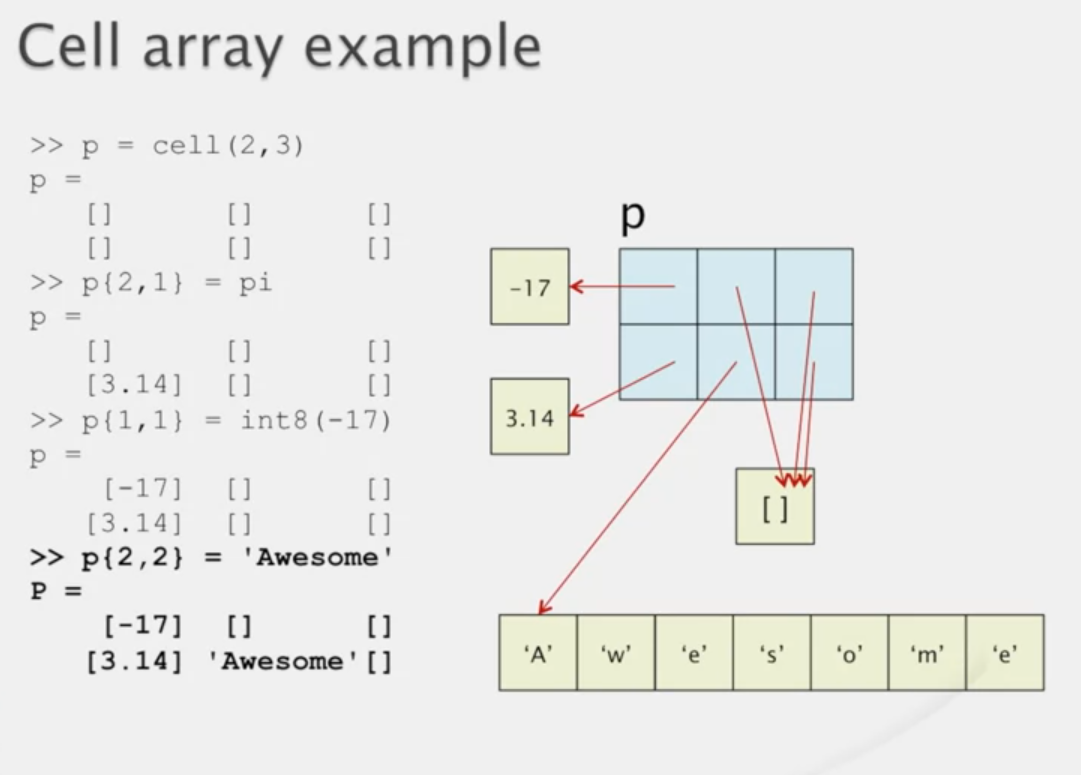 Cell array example
>> p = cell(2,3)
p =
[] [] []
[] [] []
>> p{2,1} = pi
p =
[] [] []
[3.14] [] []
>> p{1,1} = int8(-17)
p =
[-17] [] []
[3.14] [] []
>> p{2,2} = 'Awesome'
P =
[-17] [] []
[3.14] 'Awesome' []
p
-17
3.14
[]
‘A’ ‘w’ ‘e’ ‘s’ ‘o’ ‘m’ ‘e’